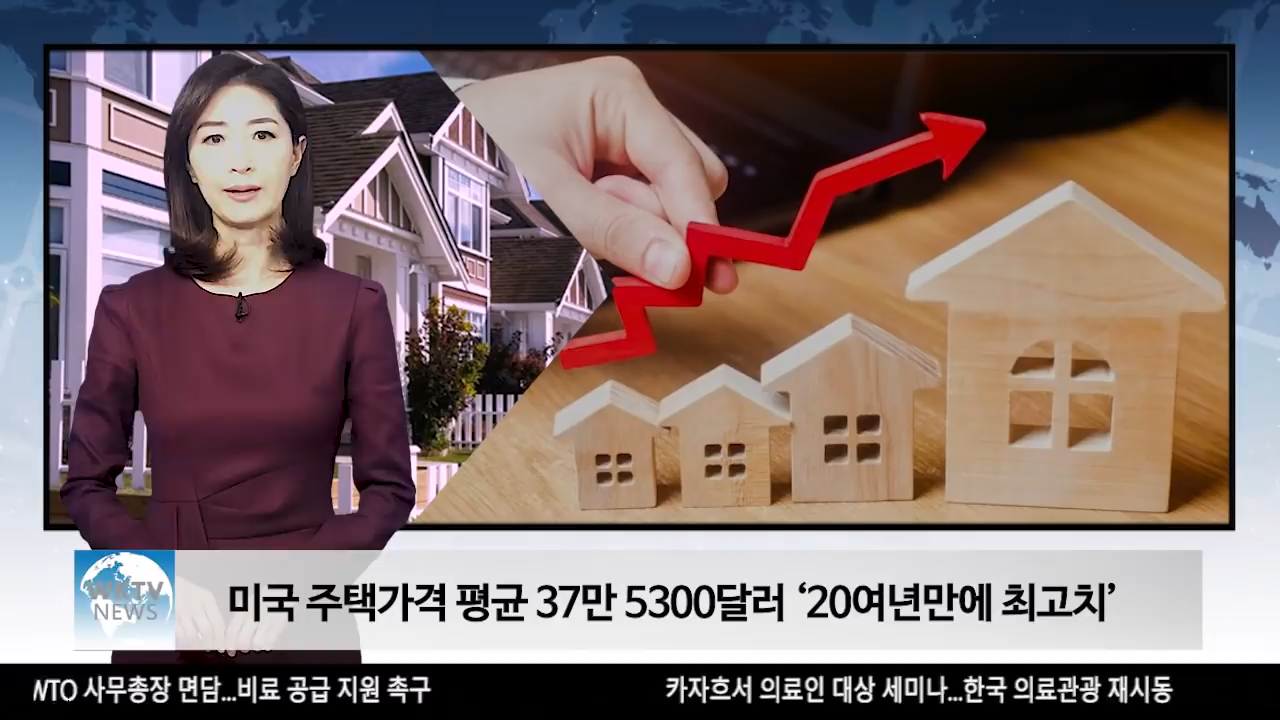 WKTV
NEWS
미국 주택가격 평균 37만 5300달러 ‘20여년만에 최고치’
WTO 사무총장 면담...비료 공급 지원 촉구
카자흐서 의료인 대상 세미나...한국 의료관광 재시동